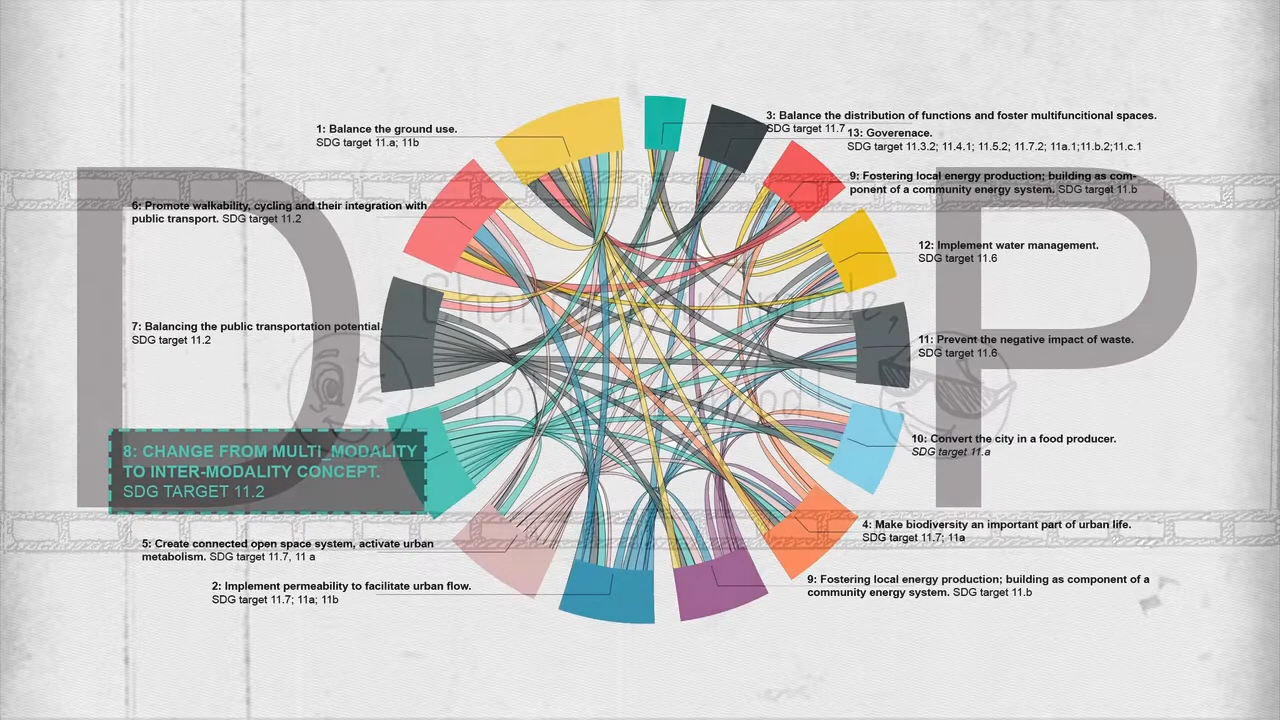 D P
1: Balance the ground use.
SDG target 11.a; 11b
3: Balance the distribution of functions and foster multifuncitional spaces.
SDG target 11.7
13: Goverenace.
SDG target 11.3.2; 11.4.1; 11.5.2; 11.7.2; 11a.1;11.b.2;11.c.1
9: Fostering local energy production; building as com-
ponent of a community energy system. SDG target 11.b
6: Promote walkability, cycling and their integration with
public transport. SDG target 11.2
12: Implement water management.
SDG target 11.6
7: Balancing the public transportation potential.
SDG target 11.2
11: Prevent the negative impact of waste.
SDG target 11.6
8: CHANGE FROM MULTI_MODALITY
TO INTER-MODALITY CONCEPT.
SDG TARGET 11.2
10: Convert the city in a food producer.
SDG target 11.a
4: Make biodiversity an important part of urban life.
SDG target 11.7; 11a
5: Create connected open space system, activate urban
metabolism. SDG target 11.7, 11 a
2: Implement permeability to facilitate urban flow.
SDG target 11.7; 11a; 11b
9: Fostering local energy production; building as component of a
community energy system. SDG target 11.b